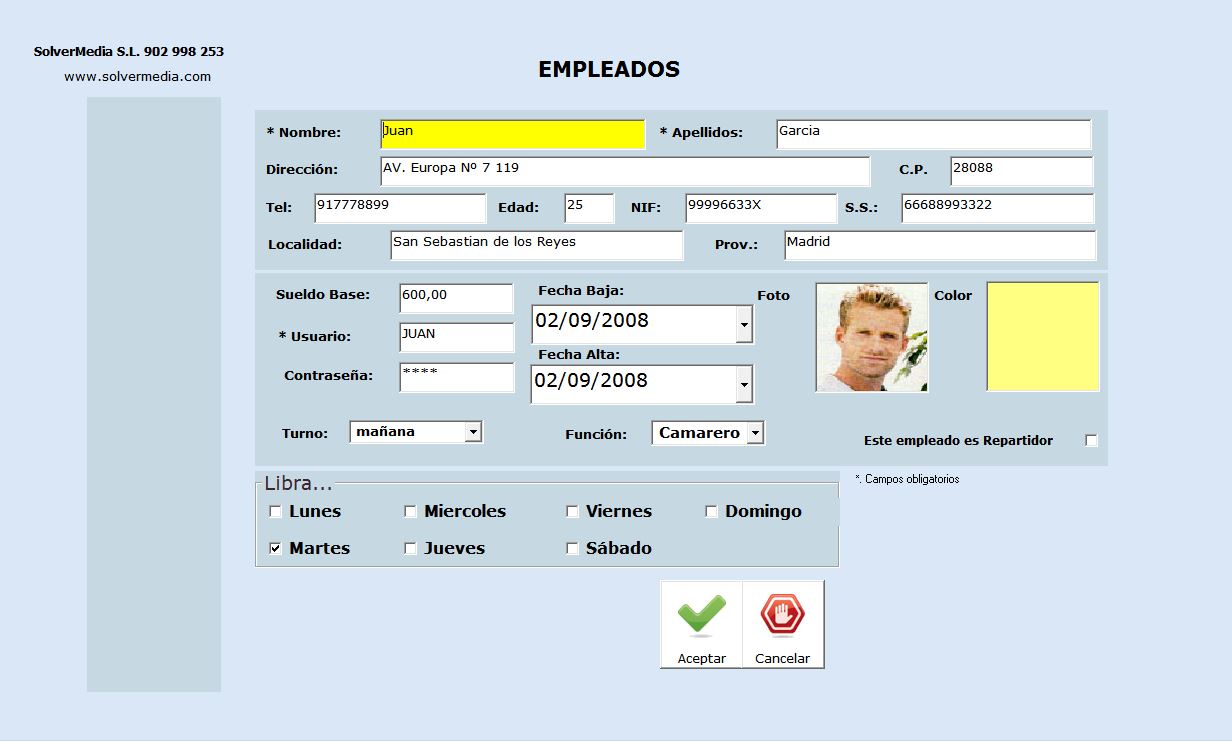 SolverMedia S.L. 902 998 253
www.solvermedia.com
EMPLEADOS
* Nombre: Juan * Apellidos: Garcia
Dirección: AV. Europa Nº 7 119 C.P. 28088
Tel: 917778899 Edad: 25 NIF: 99996633X S.S.: 66688993322
Localidad: San Sebastian de los Reyes Prov.: Madrid
Sueldo Base: 600,00 Fecha Baja: Foto Color
02/09/2008
* Usuario: JUAN
Fecha Alta:
Contraseña: **** 02/09/2008
Turno: mañana Función: Camarero Este empleado es Repartidor
Libra... *. Campos obligatorios
Lunes Miercoles Viernes Domingo
Martes Jueves Sábado
Aceptar Cancelar